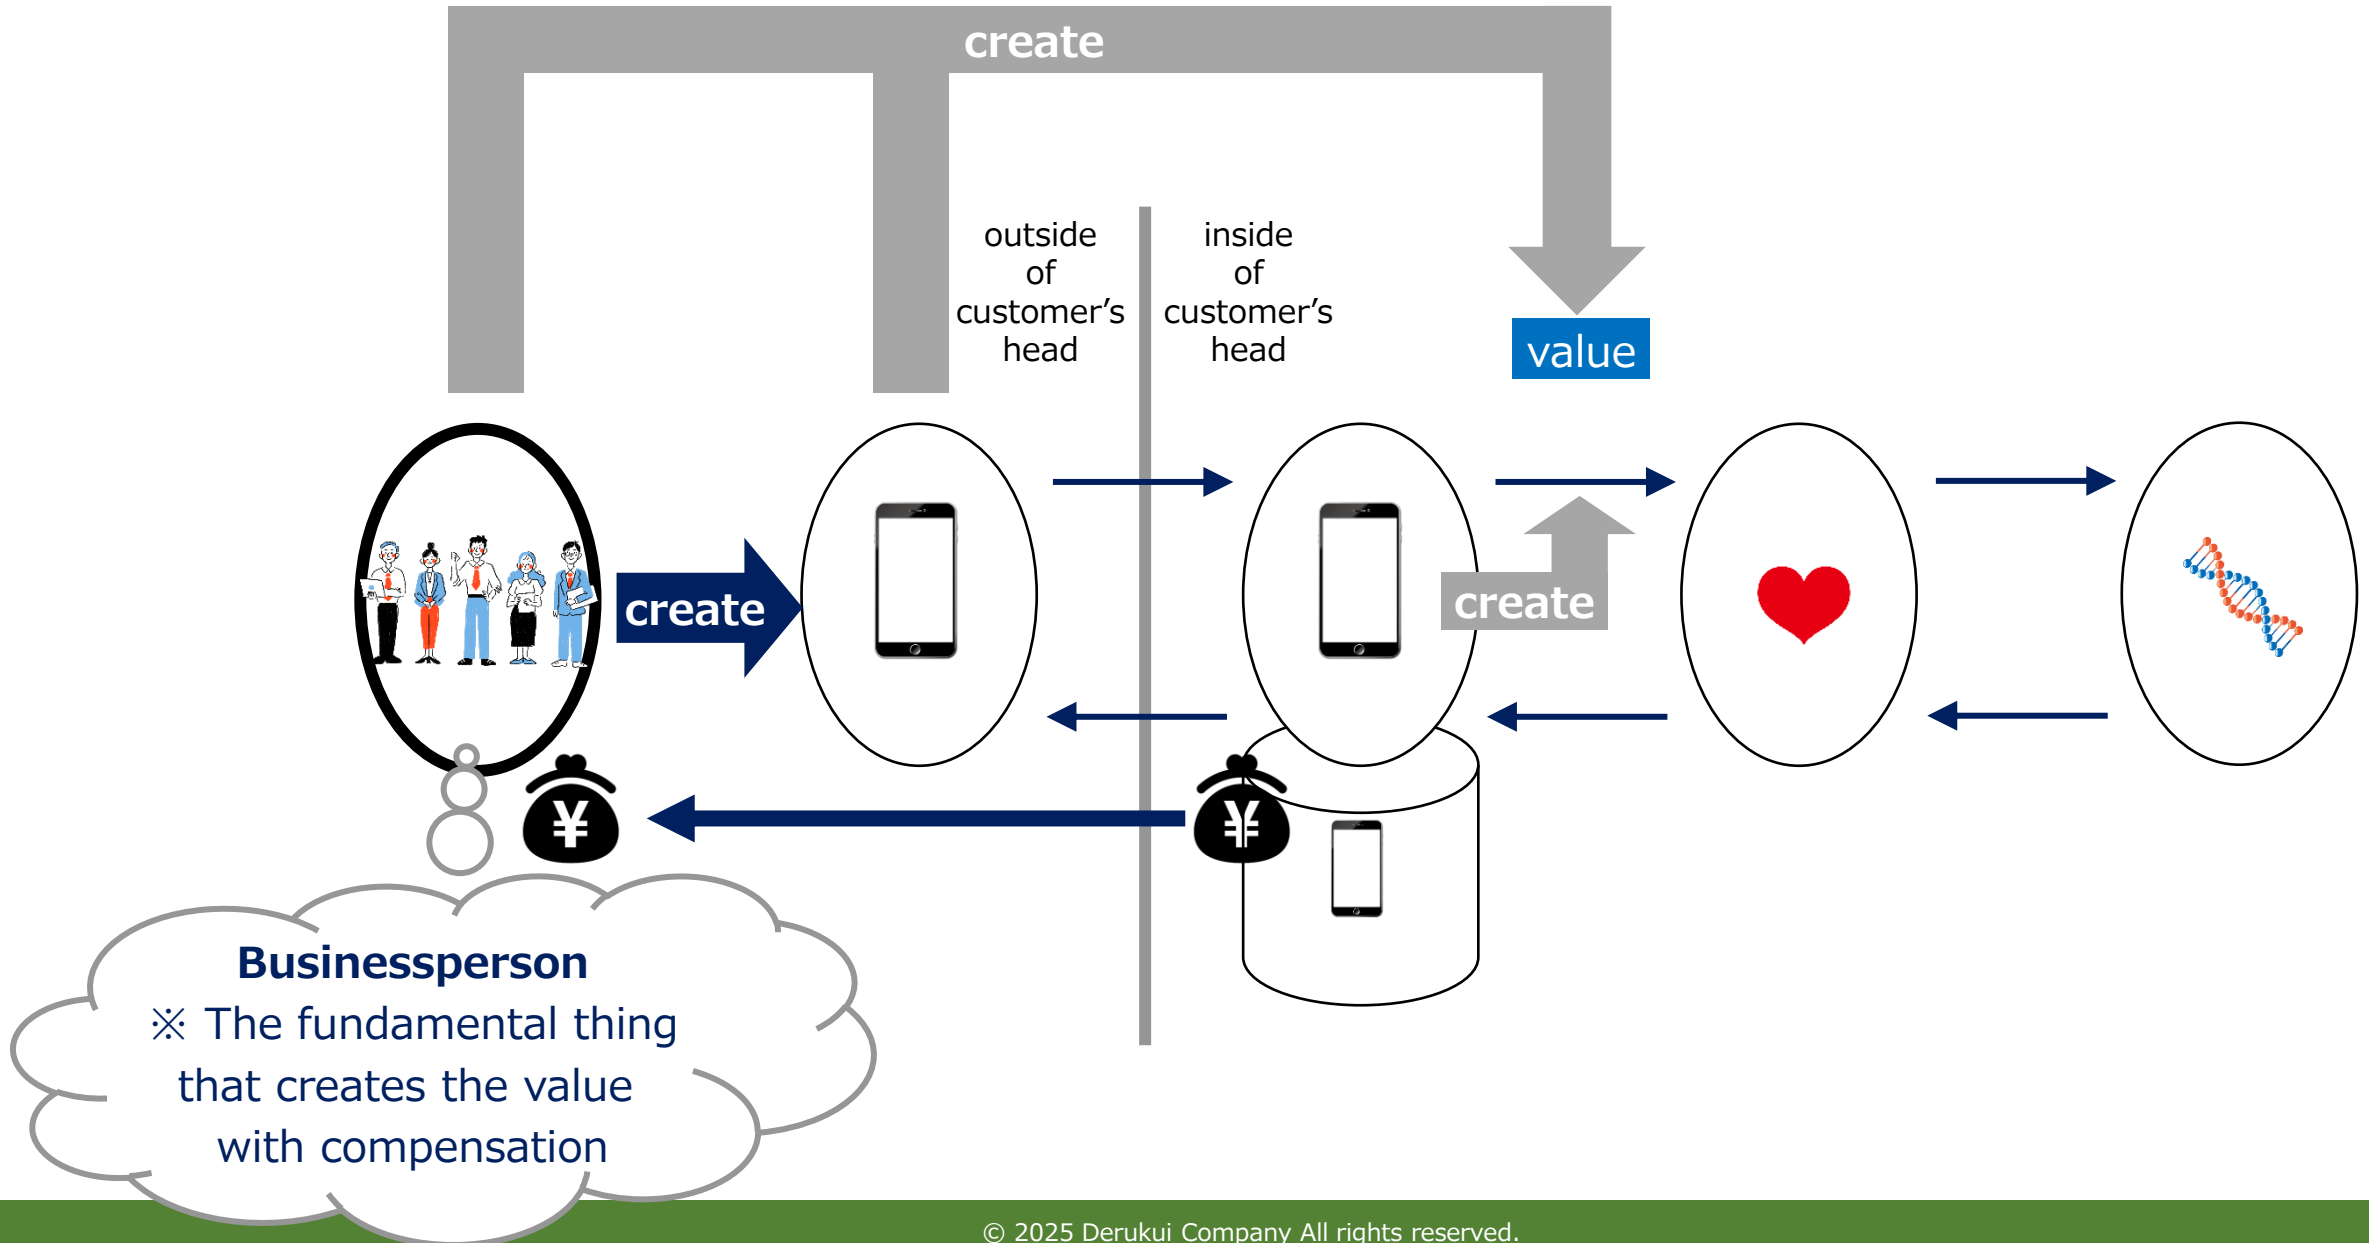 create
outside
of
customer’s
head
inside
of
customer’s
head
value
create
create
¥
¥
Businessperson
※ The fundamental thing
that creates the value
with compensation
© 2025 Derukui Company All rights reserved.